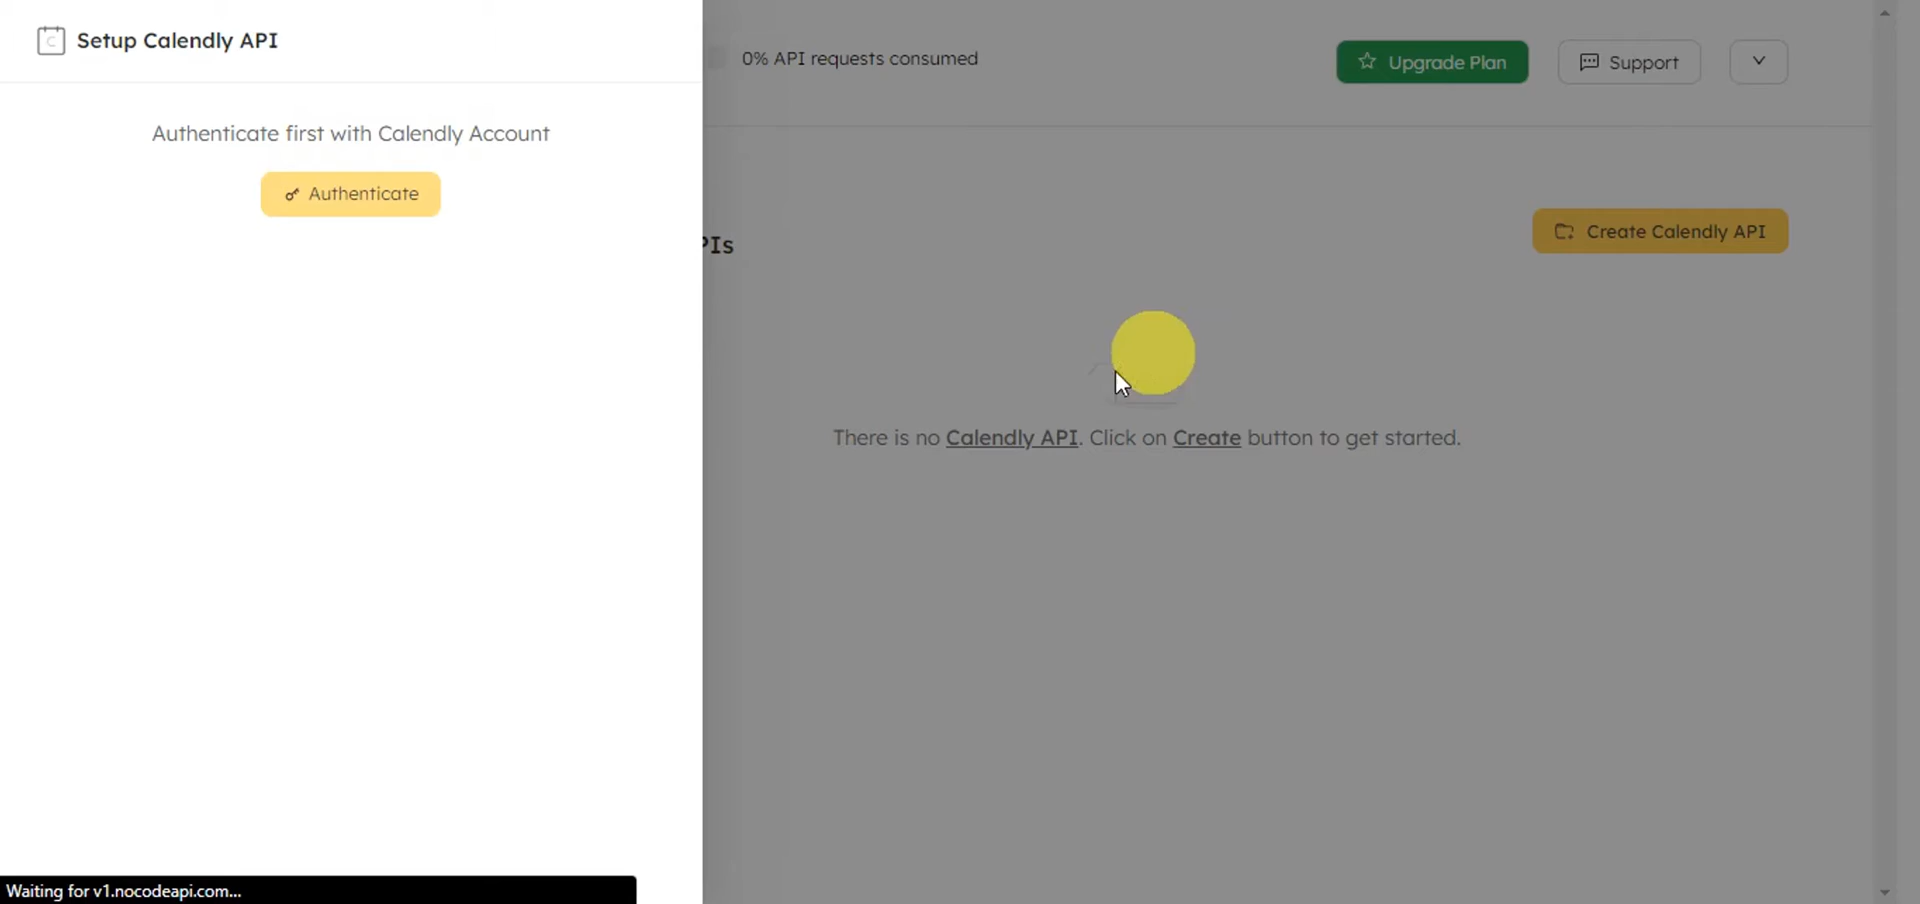 Setup Calendly API
0% API requests consumed
Upgrade Plan
Support
Authenticate first with Calendly Account
Authenticate
PIs
Create Calendly API
There is no Calendly API. Click on Create button to get started.
Waiting for v1.nocodeapi.com...